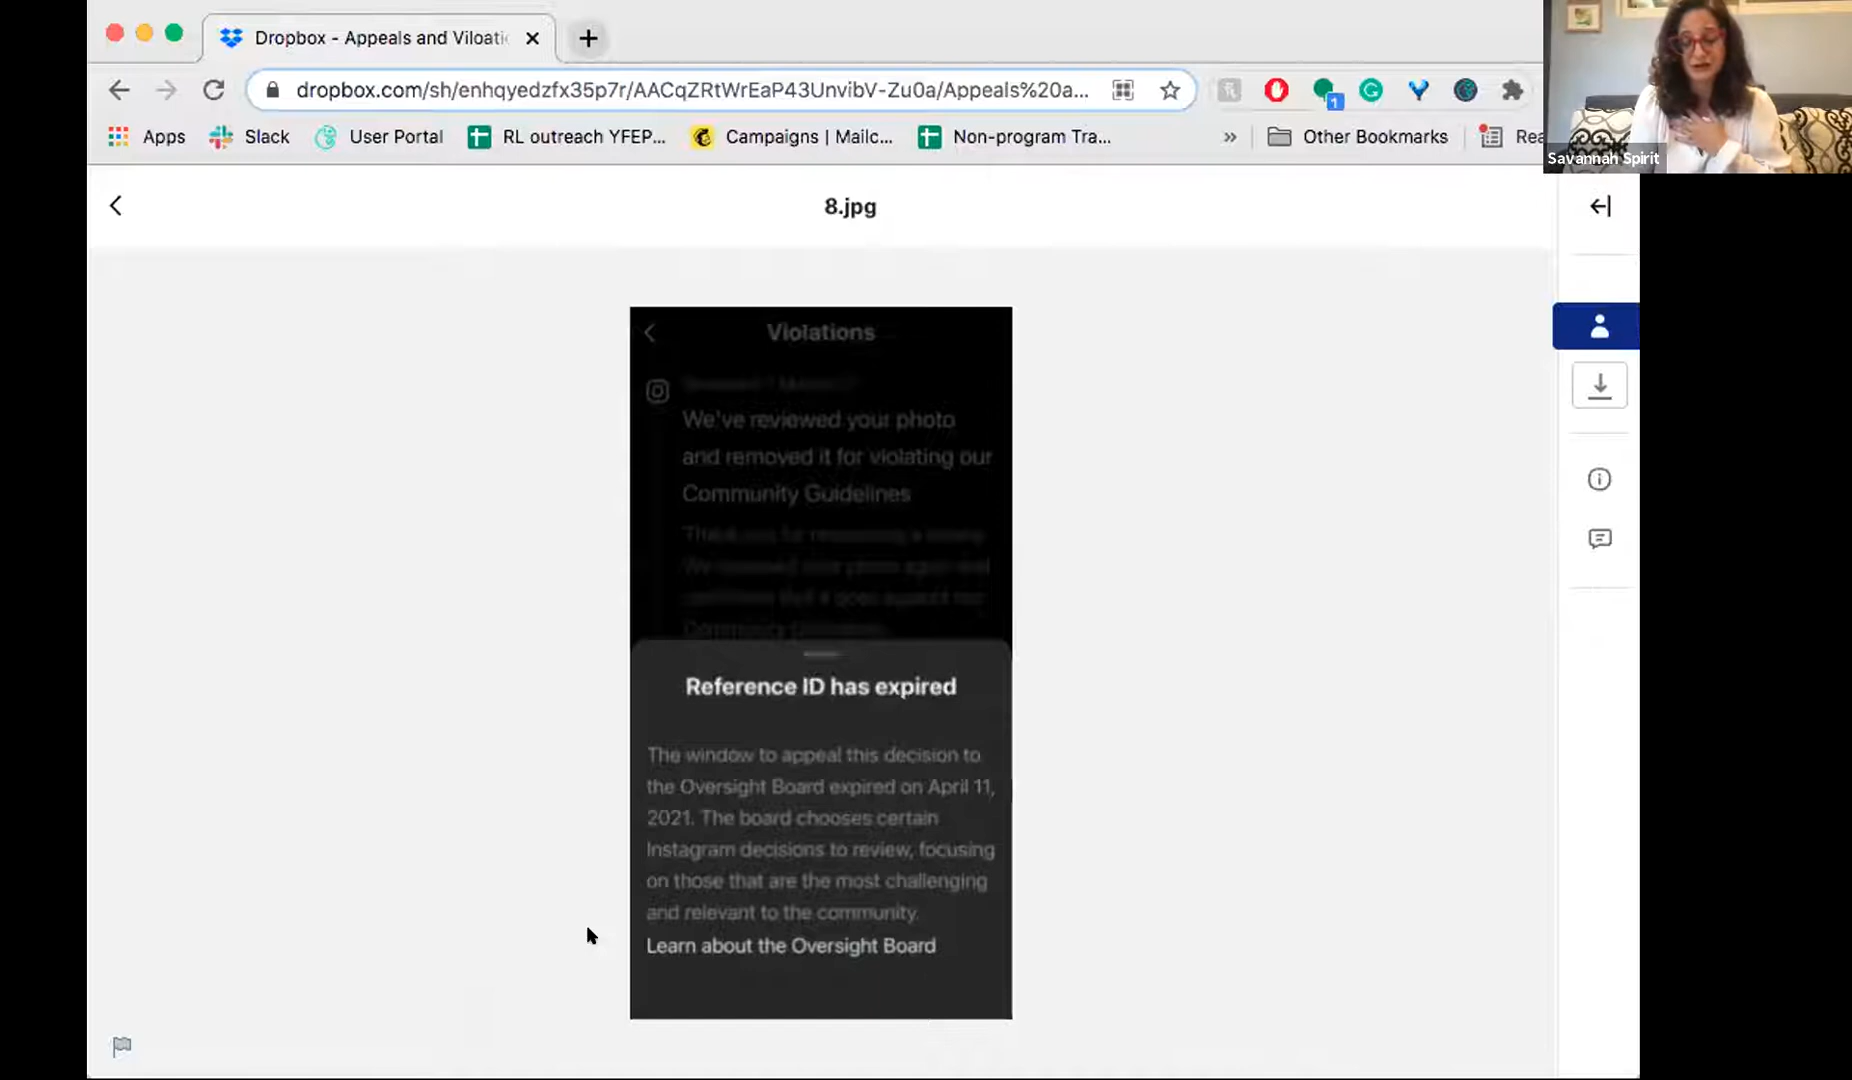 Dropbox - Appeals and Viloati
dropbox.com/sh/enhqyedzfx35p7r/AACqZRtWrEaP43UnvibV-Zu0a/Appeals%20a...
1
Apps
Slack
User Portal
RL outreach YFEP...
Campaigns | Mailc...
Non-program Tra...
»
Other Bookmarks
Rea
Savannah Spirit
8.jpg
Violations
We've reviewed your photo
and removed it for violating our
Community Guidelines
Reference ID has expired
The window to appeal this decision to
the Oversight Board expired on April 11,
2021. The board chooses certain
Instagram decisions to review, focusing
on those that are the most challenging
and relevant to the community.
Learn about the Oversight Board